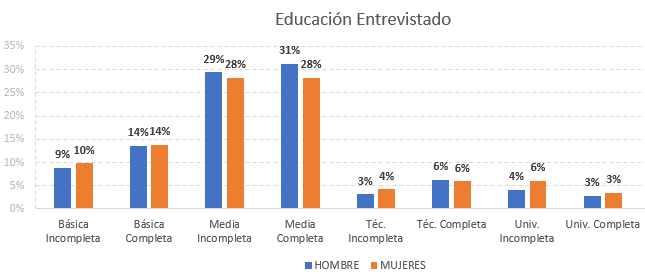 Educación Entrevistado
35%
30%
25%
20%
15%
10%
5%
0%
9% 10%
14% 14%
29% 28%
31% 28%
3% 4%
6% 6%
4% 6%
3% 3%
Básica
Incompleta
Básica
Completa
Media
Incompleta
Media
Completa
Téc.
Incompleta
Téc. Completa
Univ.
Incompleta
Univ. Completa
HOMBRE MUJERES